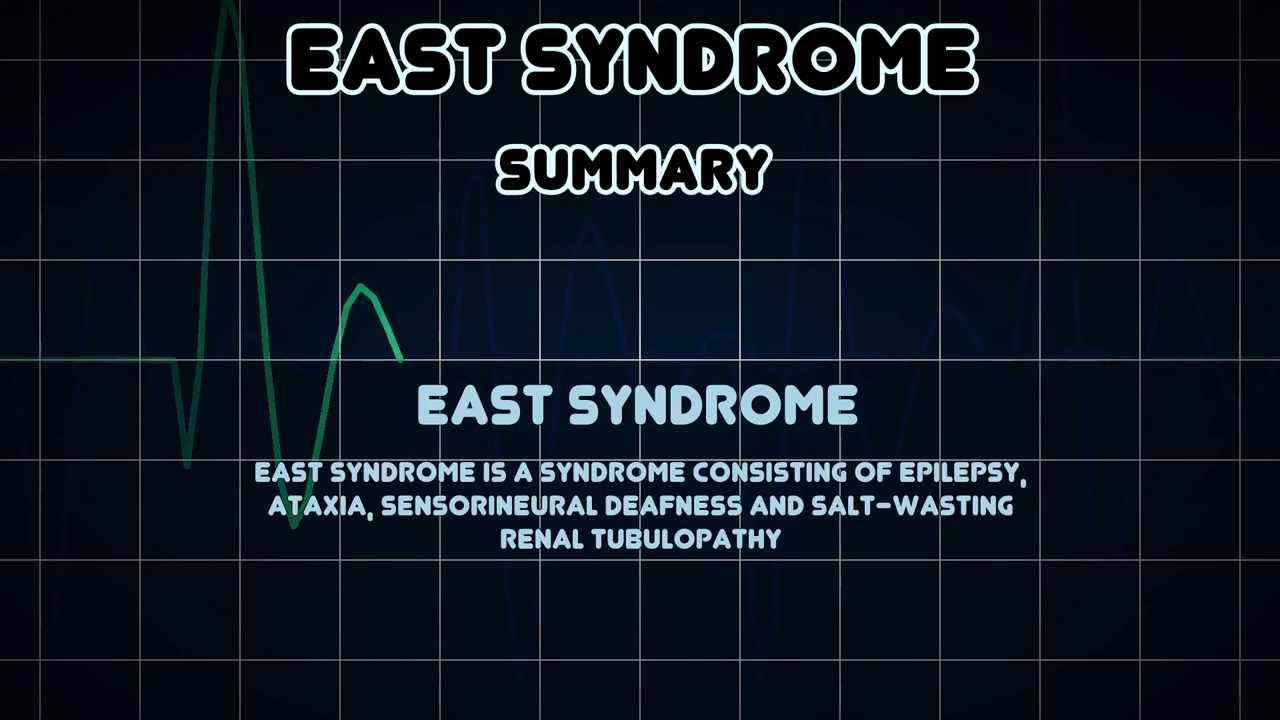 EAST SYNDROME
SUMMARY
EAST SYNDROME
EAST SYNDROME IS A SYNDROME CONSISTING OF EPILEPSY,
ATAXIA, SENSORINEURAL DEAFNESS AND SALT-WASTING
RENAL TUBULOPATHY